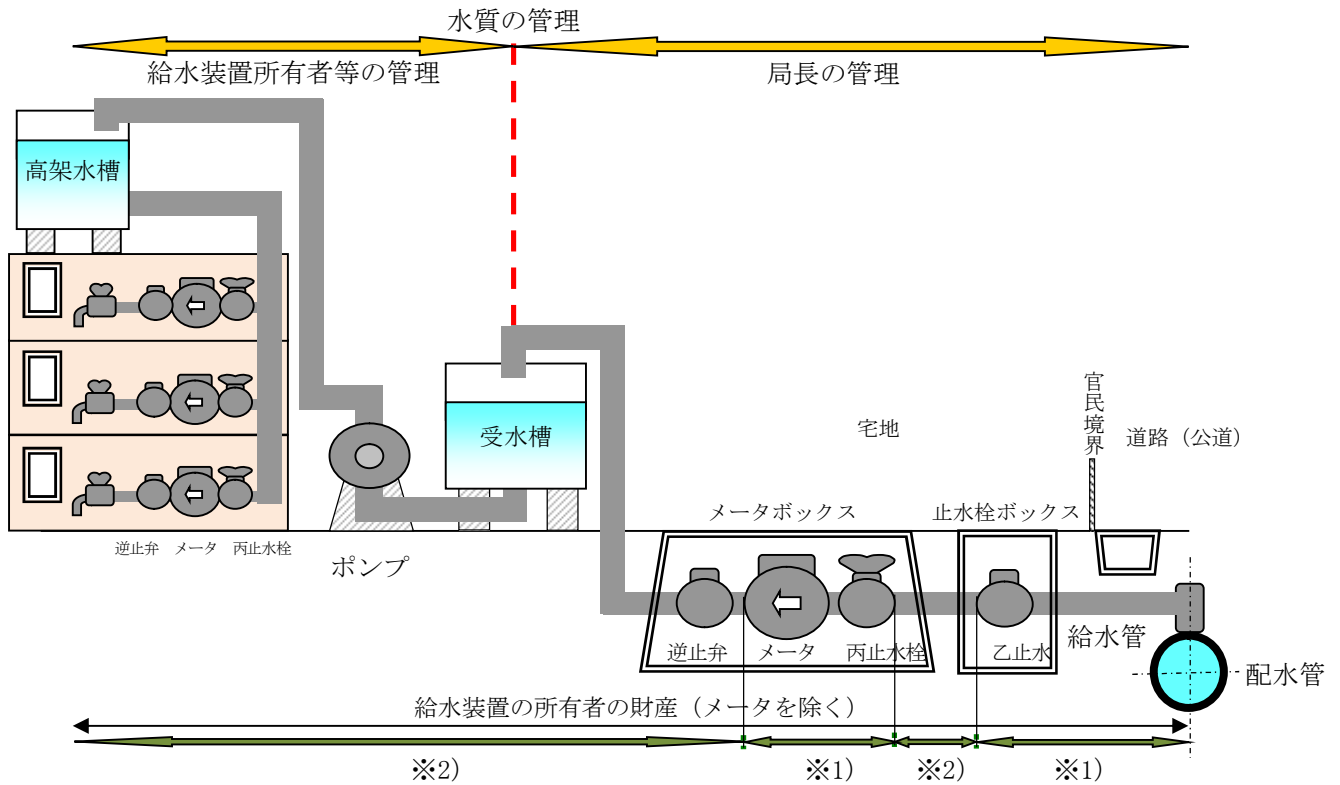 水質の管理
給水装置所有者等の管理
局長の管理
高架水槽
受水槽
宅地
官民境界
道路（公道）
メータボックス
止水栓ボックス
逆止弁 メータ 丙止水栓
ポンプ
給水管
逆止弁 メータ 丙止水栓 乙止水
配水管
給水装置の所有者の財産（メータを除く）
※2) ※1) ※2) ※1)